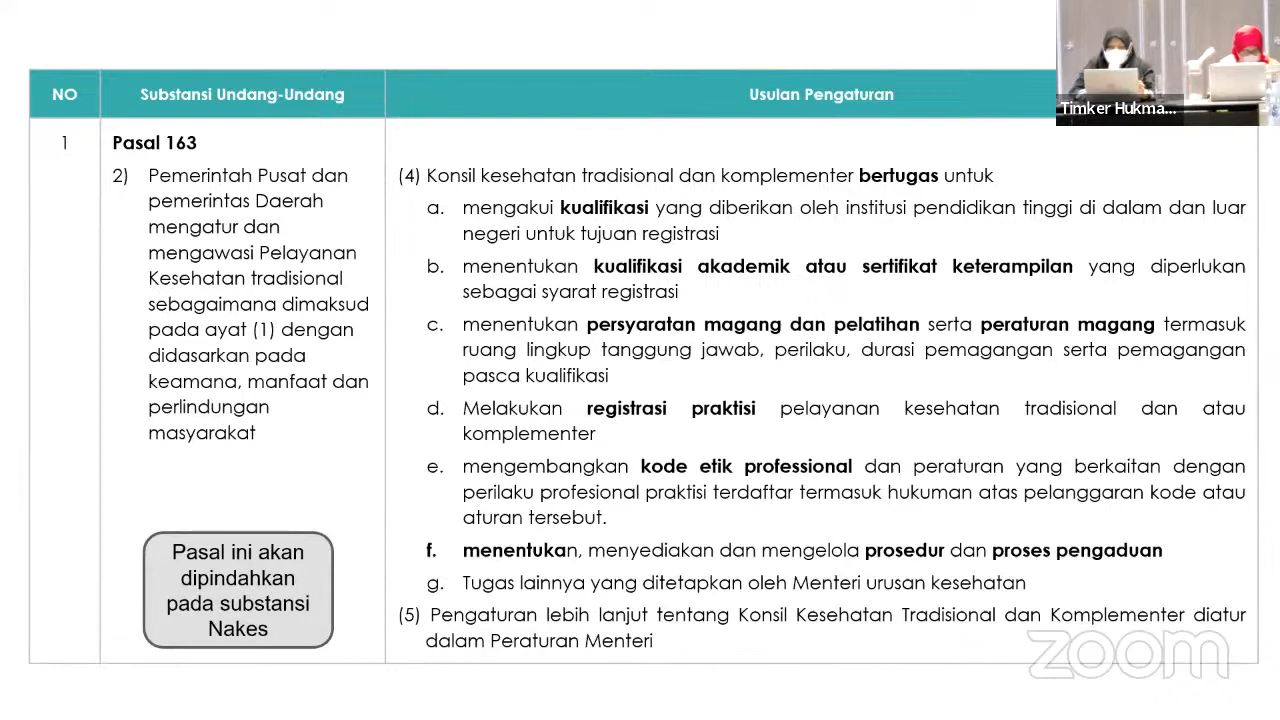 NO
Substansi Undang-Undang
Usulan Pengaturan
Timker Hukma...
1
Pasal 163
2) Pemerintah Pusat dan
pemerintas Daerah
mengatur dan
mengawasi Pelayanan
Kesehatan tradisional
sebagaimana dimaksud
pada ayat (1) dengan
didasarkan pada
keamana, manfaat dan
perlindungan
masyarakat
Pasal ini akan
dipindahkan
pada substansi
Nakes
(4) Konsil kesehatan tradisional dan komplementer bertugas untuk
a. mengakui kualifikasi yang diberikan oleh institusi pendidikan tinggi di dalam dan luar
negeri untuk tujuan registrasi
b. menentukan kualifikasi akademik atau sertifikat keterampilan yang diperlukan
sebagai syarat registrasi
c. menentukan persyaratan magang dan pelatihan serta peraturan magang termasuk
ruang lingkup tanggung jawab, perilaku, durasi pemagangan serta pemagangan
pasca kualifikasi
d. Melakukan registrasi praktisi pelayanan kesehatan tradisional dan atau
komplementer
e. mengembangkan kode etik professional dan peraturan yang berkaitan dengan
perilaku profesional praktisi terdaftar termasuk hukuman atas pelanggaran kode atau
aturan tersebut.
f. menentukan, menyediakan dan mengelola prosedur dan proses pengaduan
g. Tugas lainnya yang ditetapkan oleh Menteri urusan kesehatan
(5) Pengaturan lebih lanjut tentang Konsil Kesehatan Tradisional dan Komplementer diatur
dalam Peraturan Menteri
zoom